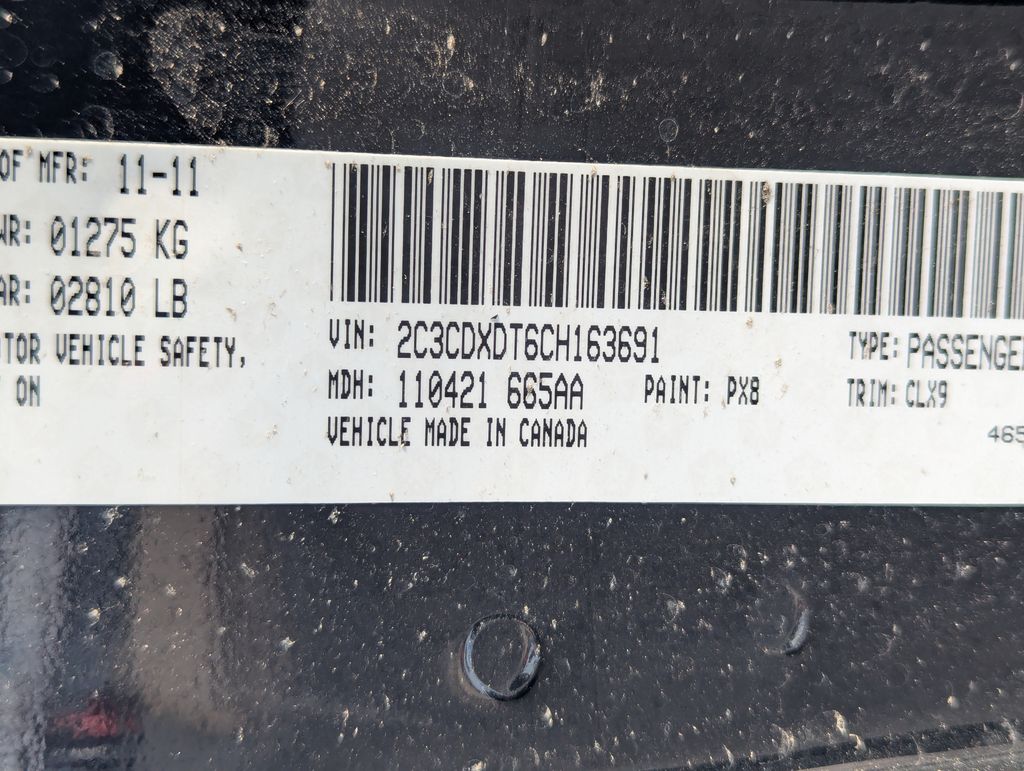 OF MFR: 11-11
WR: 01275 KG
AR: 02810 LB
TOR VEHICLE SAFETY,
ON
VIN: 2C3CDXDT6CH163691
TYPE: PASSENGER
MDH: 110421 665AA
PAINT: PX8
TRIM: CLX9
VEHICLE MADE IN CANADA
465